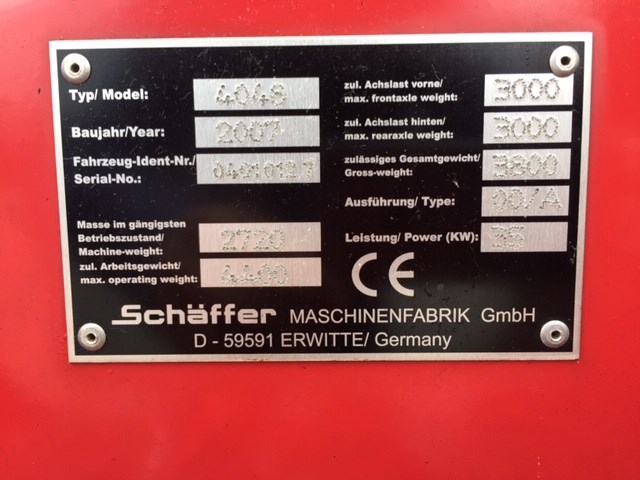 Typ/ Model: 4048
Baujahr/Year: 2007
Fahrzeug-Ident-Nr./
Serial-No.:
Masse im gängigsten
Betriebszustand/
Machine-weight: 2720
zul. Arbeitsgewicht/
max. operating weight: 4400
zul. Achslast vorne/
max. frontaxle weight: 3000
zul. Achslast hinten/
max. rearaxle weight: 3000
zulässiges Gesamtgewicht/
Gross-weight: 3800
Ausführung/ Type: 00/A
Leistung/ Power (KW): 35
CE
Schäffer MASCHINENFABRIK GmbH
D - 59591 ERWITTE/ Germany